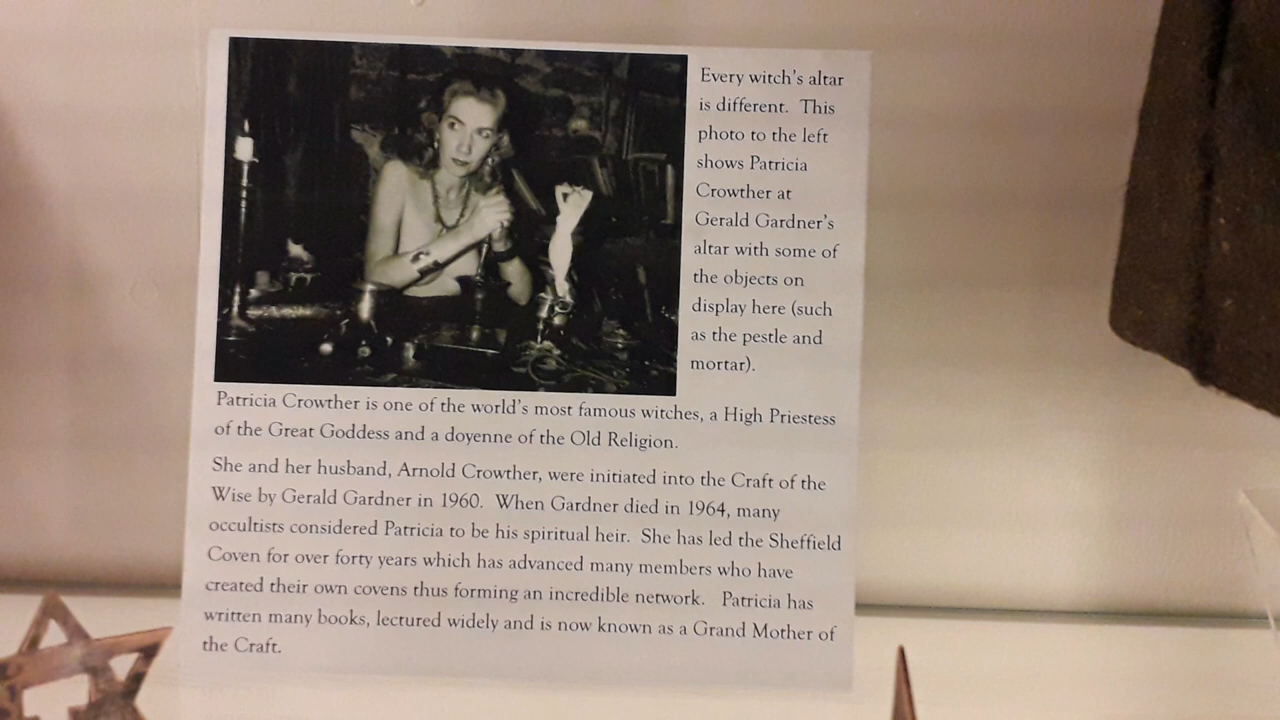 Every witch's altar
is different.  This
photo to the left
shows Patricia
Crowther at
Gerald Gardner's
altar with some of
the objects on
display here (such
as the pestle and
mortar).
Patricia Crowther is one of the world's most famous witches, a High Priestess
of the Great Goddess and a doyenne of the Old Religion.
She and her husband, Arnold Crowther, were initiated into the Craft of the
Wise by Gerald Gardner in 1960.  When Gardner died in 1964, many
occultists considered Patricia to be his spiritual heir.  She has led the Sheffield
Coven for over forty years which has advanced many members who have
created their own covens thus forming an incredible network.  Patricia has
written many books, lectured widely and is now known as a Grand Mother of
the Craft.